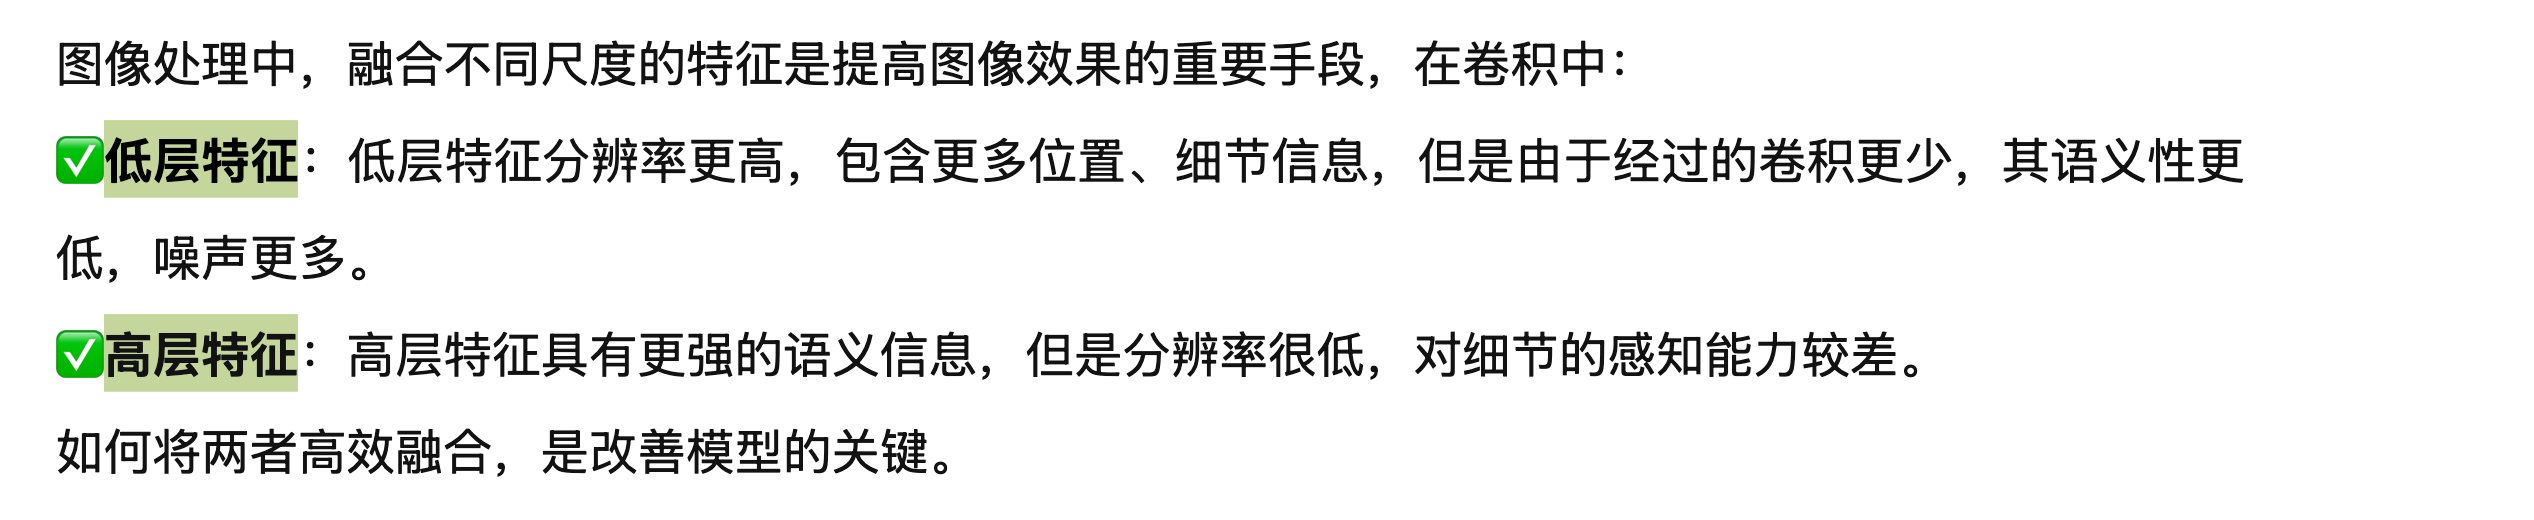 图像处理中，融合不同尺度的特征是提高图像效果的重要手段，在卷积中：
✅低层特征：低层特征分辨率更高，包含更多位置、细节信息，但是由于经过的卷积更少，其语义性更
低，噪声更多。
✅高层特征：高层特征具有更强的语义信息，但是分辨率很低，对细节的感知能力较差。
如何将两者高效融合，是改善模型的关键。